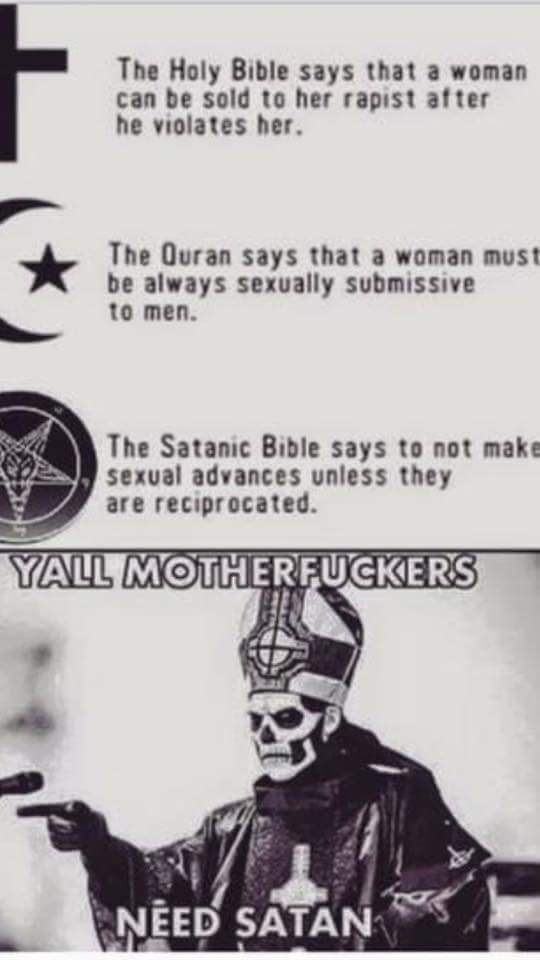 The Holy Bible says that a woman
can be sold to her rapist after
he violates her.
The Quran says that a woman must
be always sexually submissive
to men.
The Satanic Bible says to not make
sexual advances unless they
are reciprocated.
YALL MOTHERFUCKERS
NEED SATAN